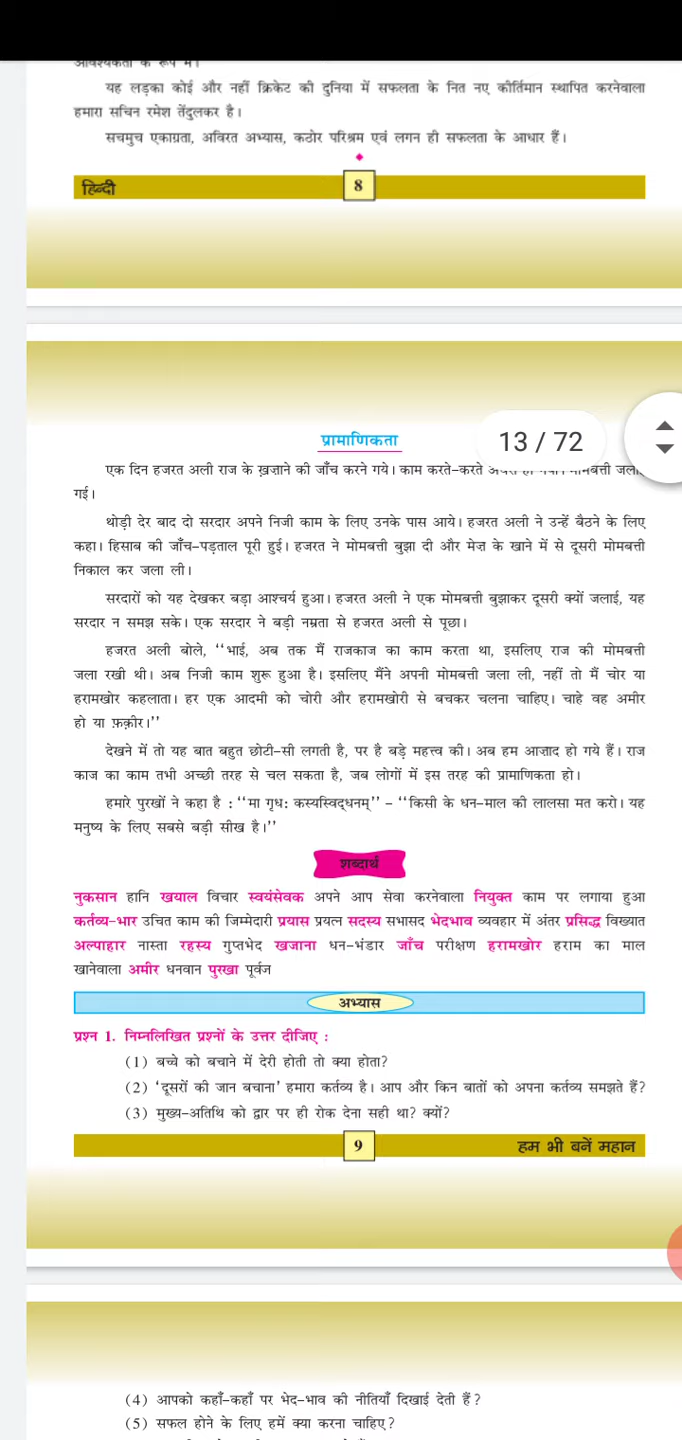 यह लड़का कोई और नहीं क्रिकेट की दुनिया में सफलता के नित नए कीर्तिमान स्थापित करनेवाला
हमारा सचिन रमेश तेंदुलकर है।
सचमुच एकाग्रता, अविरत अभ्यास, कठोर परिश्रम एवं लगन ही सफलता के आधार हैं।
हिन्दी
8
प्रामाणिकता
13 / 72
एक दिन हजरत अली राज के ख़ज़ाने की जाँच करने गये। काम करते-करते
गई।
थोड़ी देर बाद दो सरदार अपने निजी काम के लिए उनके पास आये। हजरत अली ने उन्हें बैठने के लिए
कहा। हिसाब की जाँच-पड़ताल पूरी हुई। हजरत ने मोमबत्ती बुझा दी और मेज़ के खाने में से दूसरी मोमबत्ती
निकाल कर जला ली।
सरदारों को यह देखकर बड़ा आश्चर्य हुआ। हजरत अली ने एक मोमबत्ती बुझाकर दूसरी क्यों जलाई, यह
सरदार न समझ सके। एक सरदार ने बड़ी नम्रता से हजरत अली से पूछा।
हजरत अली बोले, ‘‘भाई, अब तक मैं राजकाज का काम करता था, इसलिए राज की मोमबत्ती
जला रखी थी। अब निजी काम शुरू हुआ है। इसलिए मैंने अपनी मोमबत्ती जला ली, नहीं तो मैं चोर या
हरामखोर कहलाता। हर एक आदमी को चोरी और हरामखोरी से बचकर चलना चाहिए। चाहे वह अमीर
हो या फ़क़ीर।’’
देखने में तो यह बात बहुत छोटी-सी लगती है, पर है बड़े महत्त्व की। अब हम आज़ाद हो गये हैं। राज
काज का काम तभी अच्छी तरह से चल सकता है, जब लोगों में इस तरह की प्रामाणिकता हो।
हमारे पुरखों ने कहा है : ‘‘मा गृधः कस्यस्विद्धनम्’’ – ‘‘किसी के धन-माल की लालसा मत करो। यह
मनुष्य के लिए सबसे बड़ी सीख है।’’
शब्दार्थ
नुकसान हानि खयाल विचार स्वयंसेवक अपने आप सेवा करनेवाला नियुक्त काम पर लगाया हुआ
कर्तव्य-भार उचित काम की जिम्मेदारी प्रयास प्रयत्न सदस्य सभासद भेदभाव व्यवहार में अंतर प्रसिद्ध विख्यात
अल्पाहार नास्ता रहस्य गुप्तभेद खजाना धन-भंडार जाँच परीक्षण हरामखोर हराम का माल
खानेवाला अमीर धनवान पुरखा पूर्वज
अभ्यास
प्रश्न 1. निम्नलिखित प्रश्नों के उत्तर दीजिए :
(1) बच्चे को बचाने में देरी होती तो क्या होता?
(2) ‘दूसरों की जान बचाना’ हमारा कर्तव्य है। आप और किन बातों को अपना कर्तव्य समझते हैं?
(3) मुख्य-अतिथि को द्वार पर ही रोक देना सही था? क्यों?
9
हम भी बनें महान
(4) आपको कहाँ-कहाँ पर भेद-भाव की नीतियाँ दिखाई देती हैं?
(5) सफल होने के लिए हमें क्या करना चाहिए?